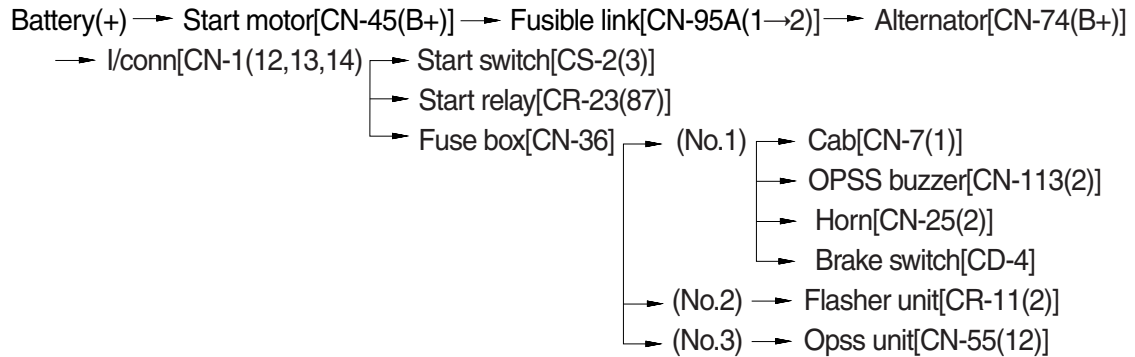 Battery(+) → Start motor[CN-45(B+)] → Fusible link[CN-95A(1→2)] → Alternator[CN-74(B+)]
→ I/conn[CN-1(12,13,14) → Start switch[CS-2(3)]
→ Start relay[CR-23(87)]
→ Fuse box[CN-36] → (No.1) → Cab[CN-7(1)]
→ OPSS buzzer[CN-113(2)]
→ Horn[CN-25(2)]
→ Brake switch[CD-4]
→ (No.2) → Flasher unit[CR-11(2)]
→ (No.3) → Opss unit[CN-55(12)]